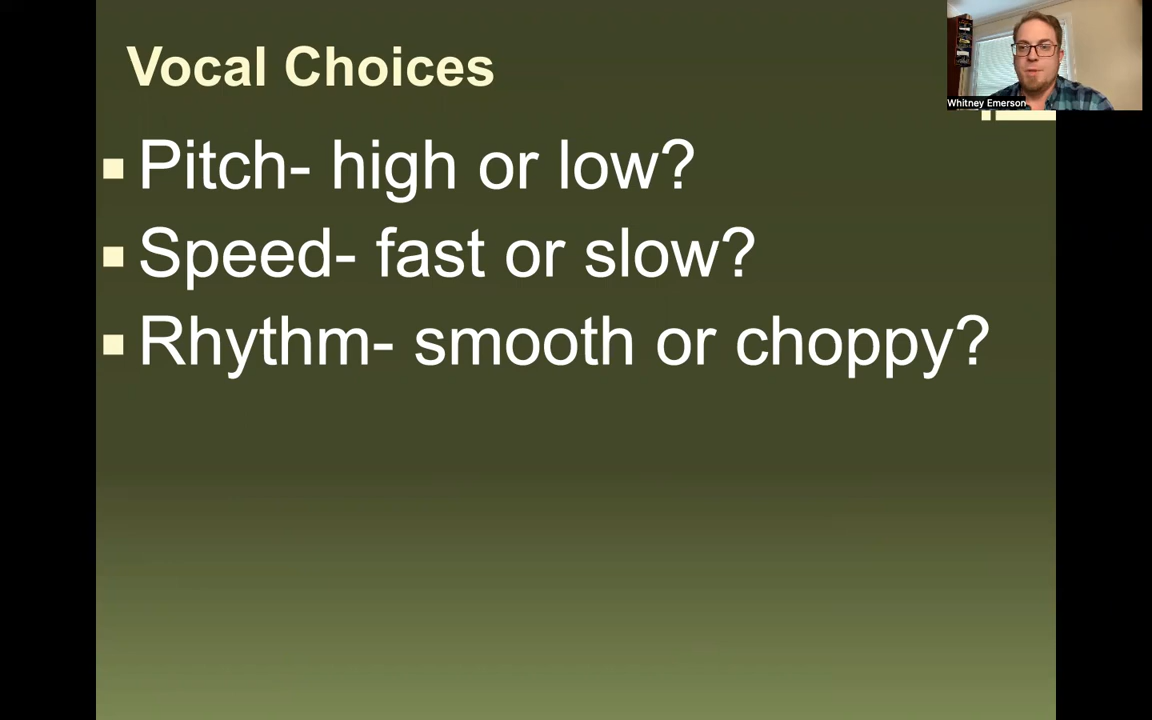 Vocal Choices
Whitney Emerson
Pitch- high or low?
Speed- fast or slow?
Rhythm- smooth or choppy?